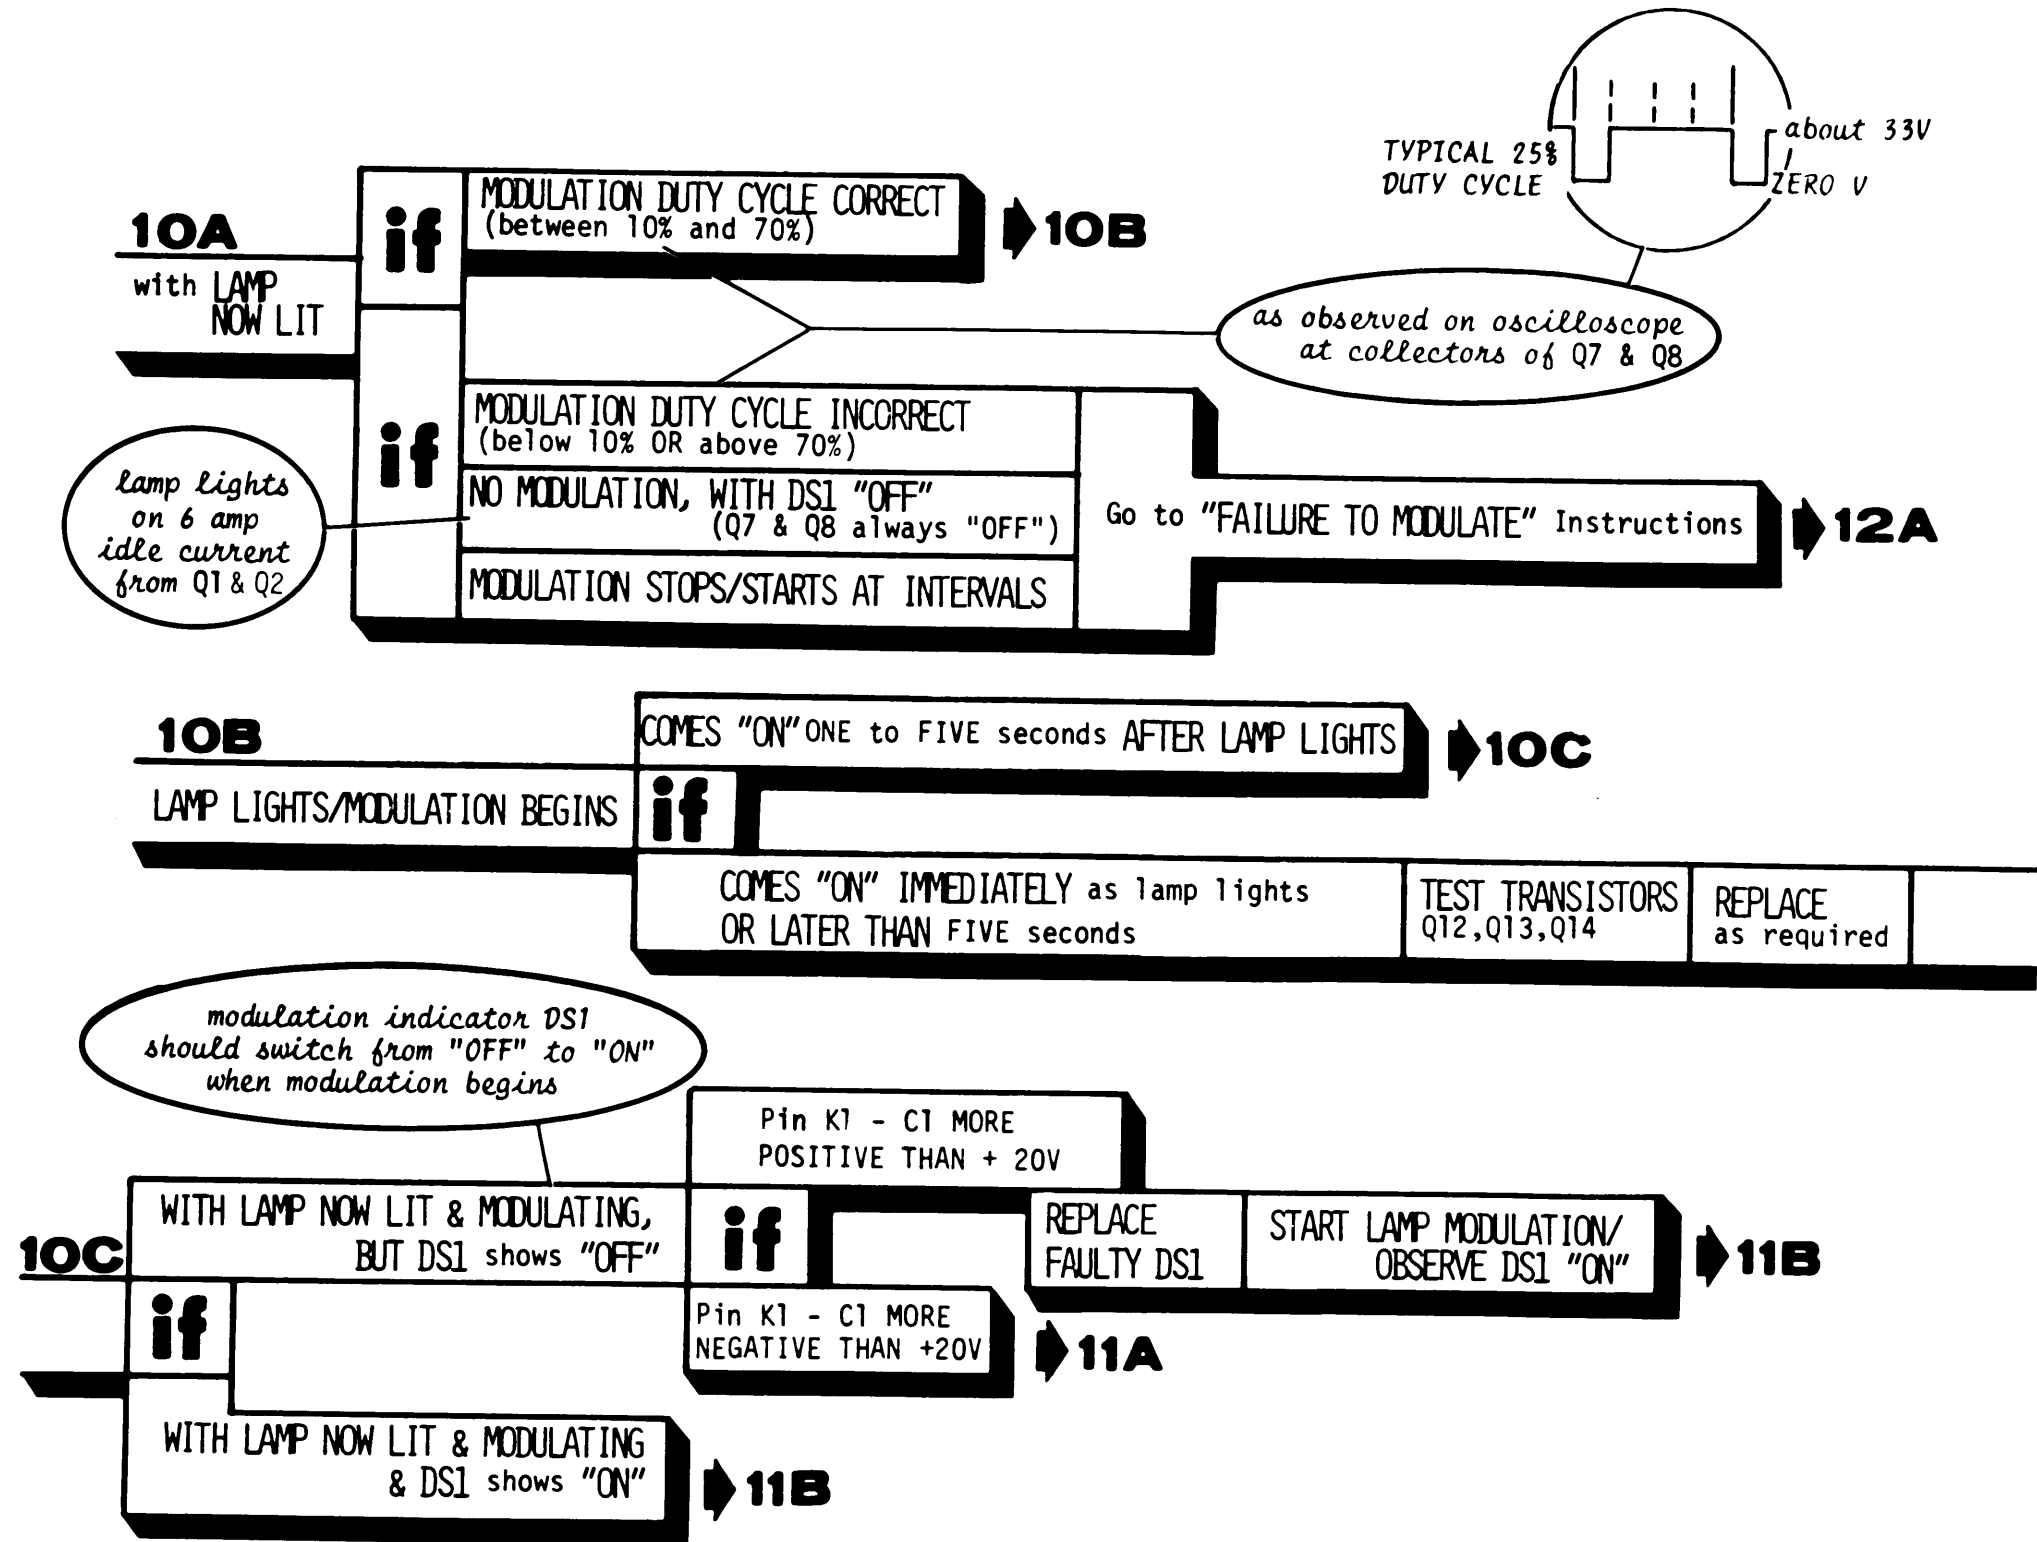 about 33V
TYPICAL 25%
DUTY CYCLE
ZERO V
10A
with LAMP
NOW LIT
if
MODULATION DUTY CYCLE CORRECT
(between 10% and 70%)
10B
as observed on oscilloscope
at collectors of Q7 & Q8
if
MODULATION DUTY CYCLE INCORRECT
(below 10% OR above 70%)
NO MODULATION, WITH DS1 "OFF"
(Q7 & Q8 always "OFF")
MODULATION STOPS/STARTS AT INTERVALS
Go to "FAILURE TO MODULATE" Instructions
12A
lamp lights
on 6 amp
idle current
from Q1 & Q2
10B
LAMP LIGHTS/MODULATION BEGINS
if
COMES "ON" ONE to FIVE seconds AFTER LAMP LIGHTS
10C
COMES "ON" IMMEDIATELY as lamp lights
OR LATER THAN FIVE seconds
TEST TRANSISTORS
Q12,Q13,Q14
REPLACE
as required
modulation indicator DS1
should switch from "OFF" to "ON"
when modulation begins
10C
WITH LAMP NOW LIT & MODULATING,
BUT DS1 shows "OFF"
if
Pin K1 - C1 MORE
POSITIVE THAN + 20V
REPLACE
FAULTY DS1
START LAMP MODULATION/
OBSERVE DS1 "ON"
11B
Pin K1 - C1 MORE
NEGATIVE THAN +20V
11A
if
WITH LAMP NOW LIT & MODULATING
& DS1 shows "ON"
11B